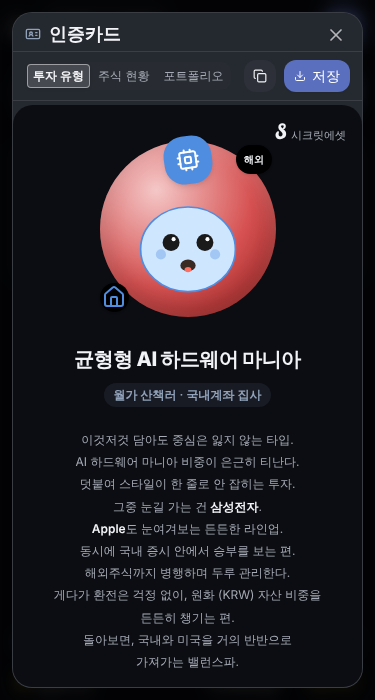 인증카드
투자 유형 주식 현황 포트폴리오 저장
시크릿에셋
해외
균형형 AI 하드웨어 마니아
월가 산책러 · 국내계좌 집사
이것저것 담아도 중심은 잃지 않는 타입.
AI 하드웨어 마니아 비중이 은근히 티난다.
덧붙여 스타일이 한 줄로 안 잡히는 투자.
그중 눈길 가는 건 삼성전자.
Apple도 눈여겨보는 든든한 라인업.
동시에 국내 증시 안에서 승부를 보는 편.
해외주식까지 병행하며 두루 관리한다.
게다가 환전은 걱정 없이, 원화 (KRW) 자산 비중을
든든히 챙기는 편.
돌아보면, 국내와 미국을 거의 반반으로
가져가는 밸런스파.